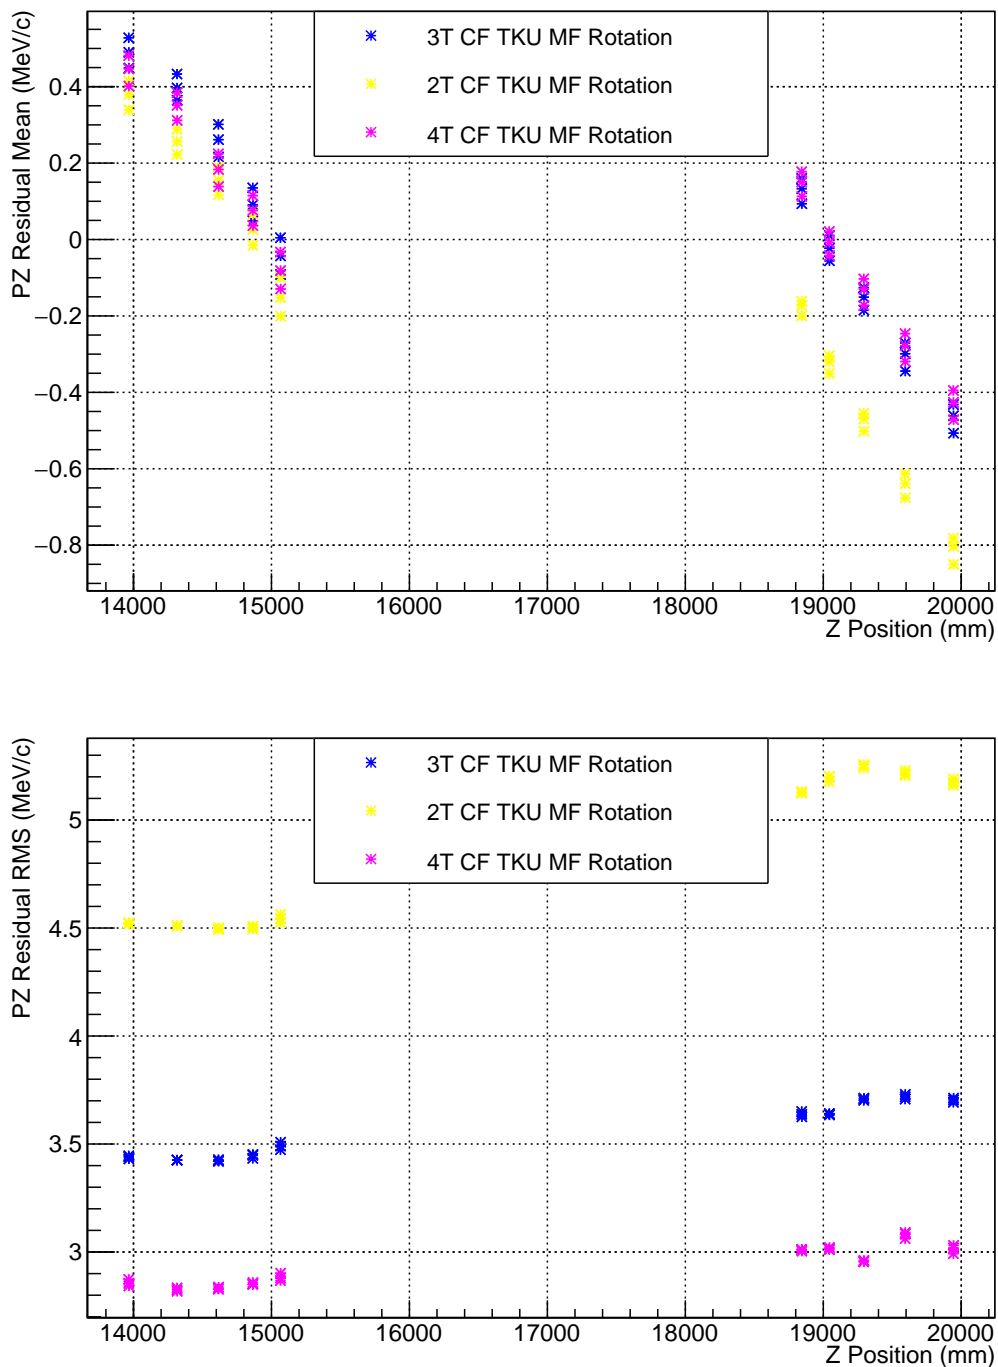 PZ Residual Mean (MeV/c)
3T CF TKU MF Rotation
2T CF TKU MF Rotation
4T CF TKU MF Rotation
0.4
0.2
0
−0.2
−0.4
−0.6
−0.8
14000 15000 16000 17000 18000 19000 20000
Z Position (mm)
PZ Residual RMS (MeV/c)
3T CF TKU MF Rotation
2T CF TKU MF Rotation
4T CF TKU MF Rotation
5
4.5
4
3.5
3
14000 15000 16000 17000 18000 19000 20000
Z Position (mm)